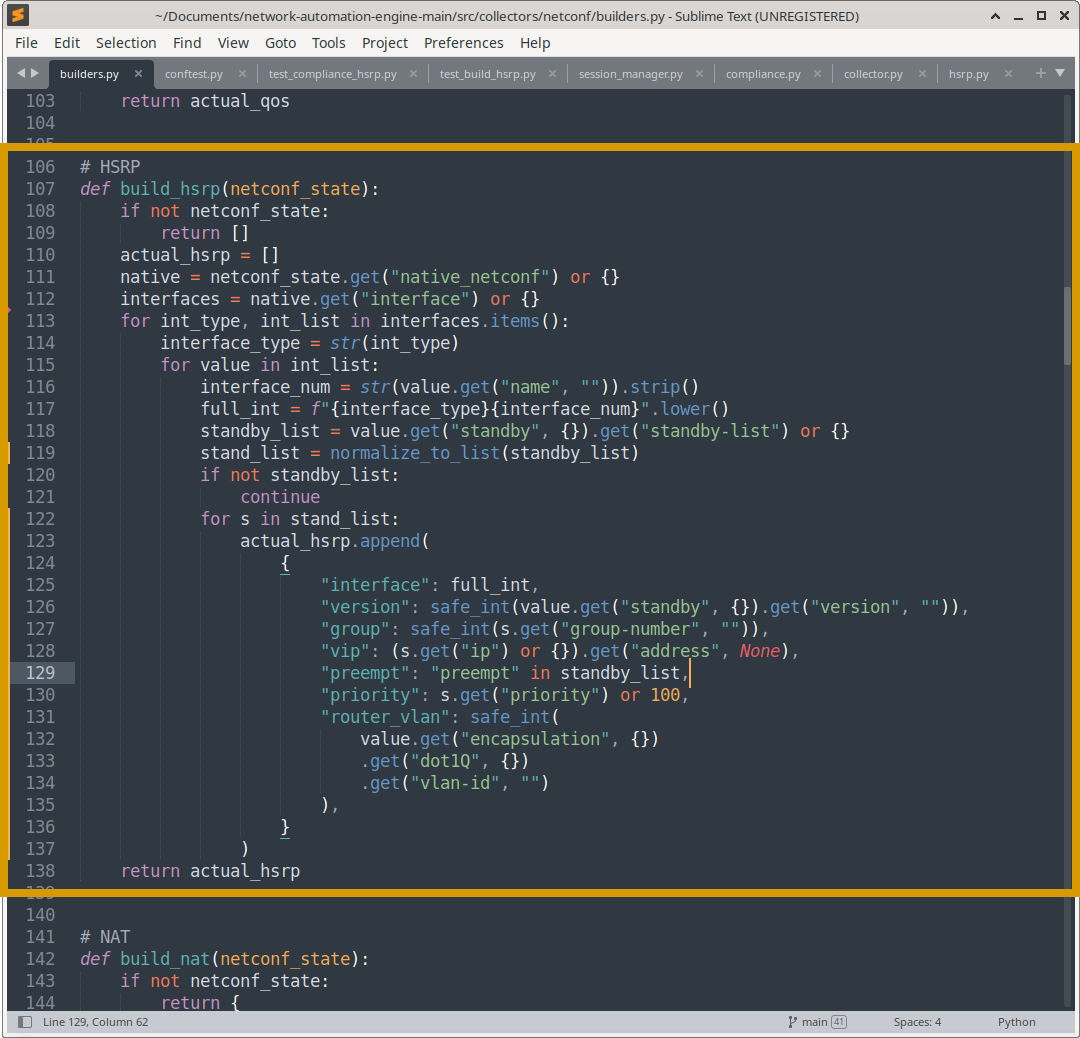 ~/Documents/network-automation-engine-main/src/collectors/netconf/builders.py - Sublime Text (UNREGISTERED)
File Edit Selection Find View Goto Tools Project Preferences Help
builders.py × conftest.py × test_compliance_hsrp.py × test_build_hsrp.py × session_manager.py × compliance.py × collector.py × hsrp.py ×
103     return actual_qos
104
105
106 # HSRP
107 def build_hsrp(netconf_state):
108     if not netconf_state:
109         return []
110     actual_hsrp = []
111     native = netconf_state.get("native_netconf") or {}
112     interfaces = native.get("interface") or {}
113     for int_type, int_list in interfaces.items():
114         interface_type = str(int_type)
115         for value in int_list:
116             interface_num = str(value.get("name", "")).strip()
117             full_int = f"{interface_type}{interface_num}".lower()
118             standby_list = value.get("standby", {}).get("standby-list") or {}
119             stand_list = normalize_to_list(standby_list)
120             if not standby_list:
121                 continue
122             for s in stand_list:
123                 actual_hsrp.append(
124                     {
125                         "interface": full_int,
126                         "version": safe_int(value.get("standby", {}).get("version", "")),
127                         "group": safe_int(s.get("group-number", "")),
128                         "vip": (s.get("ip") or {}).get("address", None),
129                         "preempt": "preempt" in standby_list,
130                         "priority": s.get("priority") or 100,
131                         "router_vlan": safe_int(
132                             value.get("encapsulation", {})
133                             .get("dot1Q", {})
134                             .get("vlan-id", "")
135                         ),
136                     }
137                 )
138     return actual_hsrp
139
140
141 # NAT
142 def build_nat(netconf_state):
143     if not netconf_state:
144         return {
Line 129, Column 62 main 41 Spaces: 4 Python